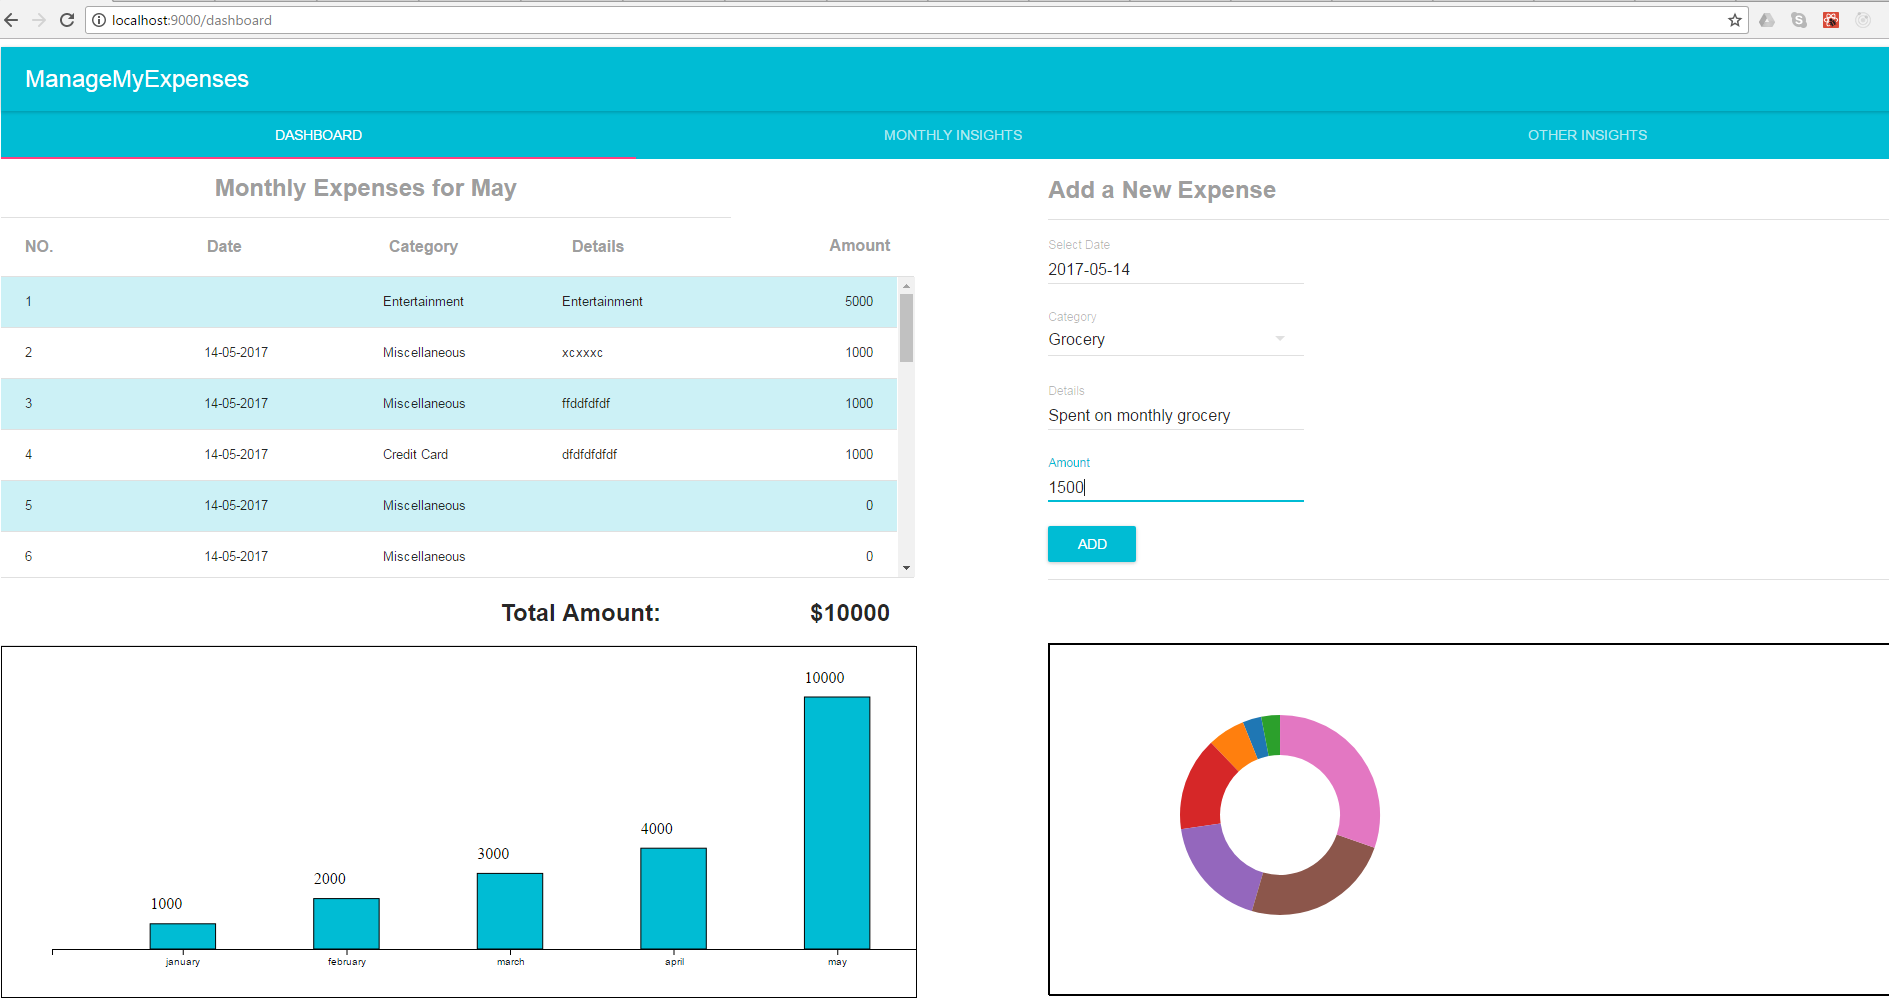 localhost:9000/dashboard
ManageMyExpenses
DASHBOARD MONTHLY INSIGHTS OTHER INSIGHTS
Monthly Expenses for May
NO. Date Category Details Amount
1 Entertainment Entertainment 5000
2 14-05-2017 Miscellaneous xcxxxc 1000
3 14-05-2017 Miscellaneous ffddfdfdf 1000
4 14-05-2017 Credit Card dfdfdfdfdf 1000
5 14-05-2017 Miscellaneous 0
6 14-05-2017 Miscellaneous 0
Total Amount: $10000
Add a New Expense
Select Date
2017-05-14
Category
Grocery
Details
Spent on monthly grocery
Amount
1500
ADD
1000
2000
3000
4000
10000
january february march april may